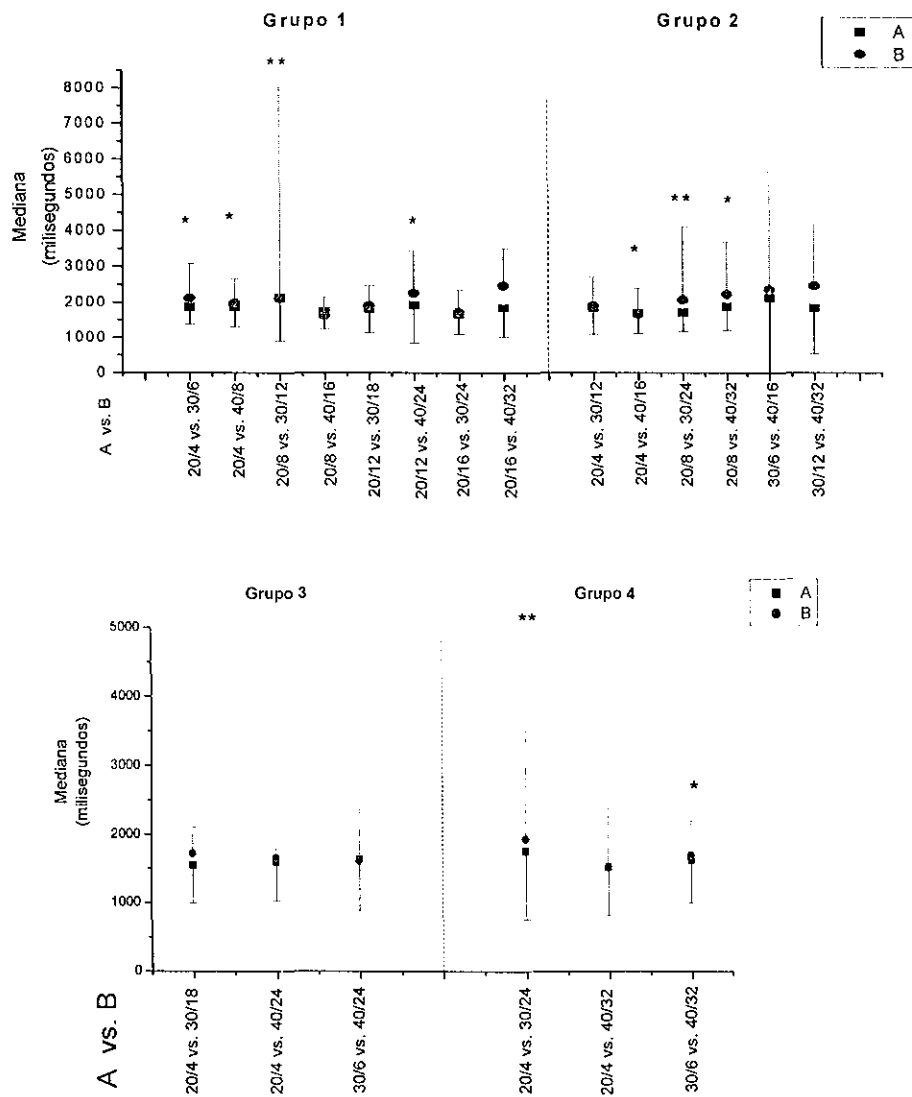 Grupo 1
Grupo 2
A
B
**
8000
7000
6000
5000
4000
3000
2000
1000
0
Mediana
(milisegundos)
* * * * ** *
A vs. B
20/4 vs. 30/6
20/4 vs. 40/8
20/8 vs. 30/12
20/8 vs. 40/16
20/12 vs. 30/18
20/12 vs. 40/24
20/16 vs. 30/24
20/16 vs. 40/32
20/4 vs. 30/12
20/4 vs. 40/16
20/8 vs. 30/24
20/8 vs. 40/32
30/6 vs. 40/16
30/12 vs. 40/32
Grupo 3
Grupo 4
A
B
**
5000
4000
3000
2000
1000
0
Mediana
(milisegundos)
*
A vs. B
20/4 vs. 30/18
20/4 vs. 40/24
30/6 vs. 40/24
20/4 vs. 30/24
20/4 vs. 40/32
30/6 vs. 40/32